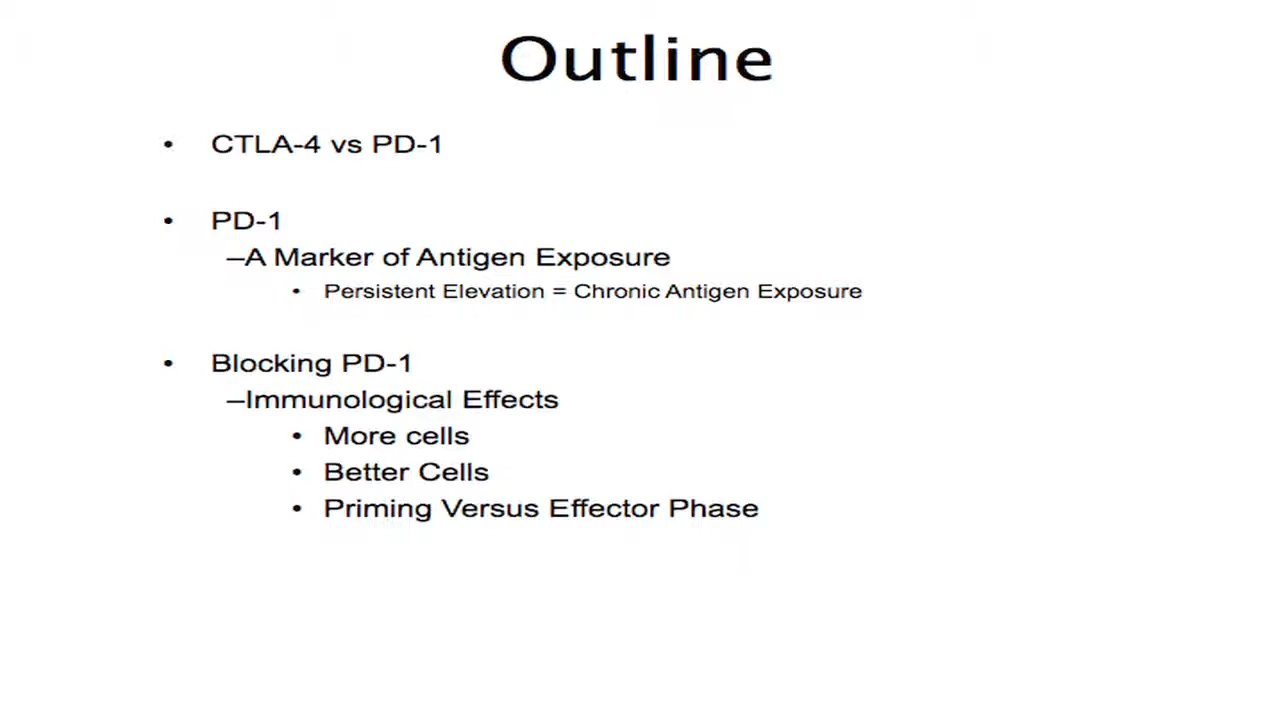 Outline
• CTLA-4 vs PD-1
• PD-1
–A Marker of Antigen Exposure
• Persistent Elevation = Chronic Antigen Exposure
• Blocking PD-1
–Immunological Effects
• More cells
• Better Cells
• Priming Versus Effector Phase